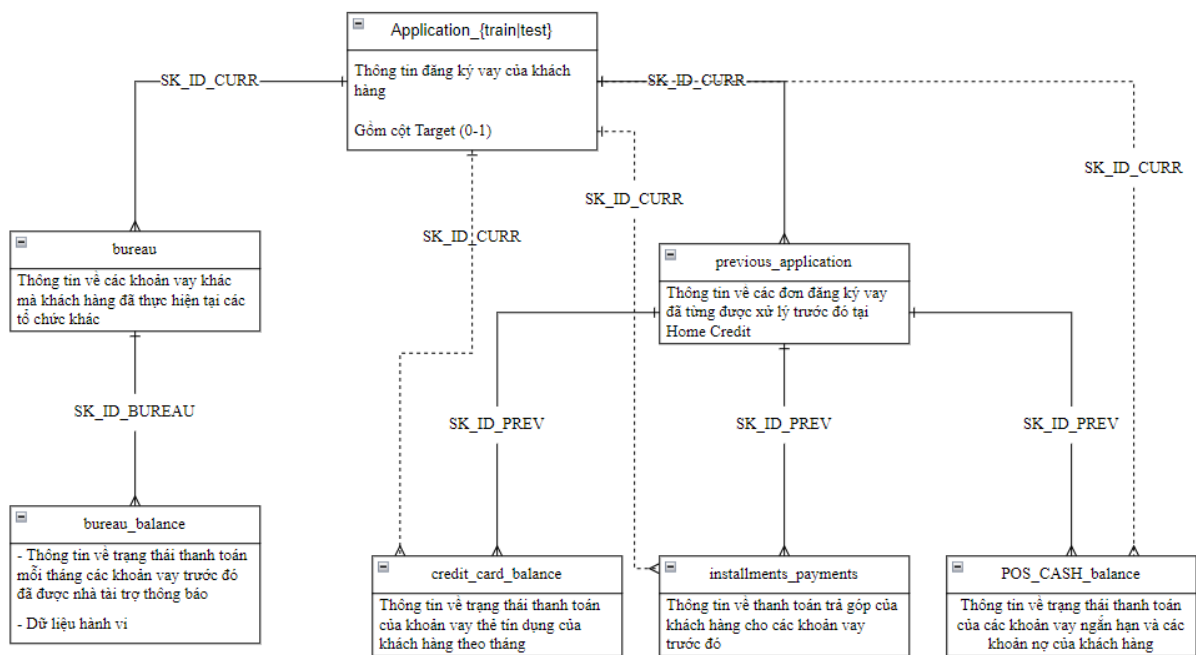 Application_{train|test}
Thông tin đăng ký vay của khách
hàng
Gồm cột Target (0-1)
SK_ID_CURR
SK_ID_CURR
SK_ID_CURR
SK_ID_CURR
SK_ID_CURR
bureau
Thông tin về các khoản vay khác
mà khách hàng đã thực hiện tại các
tổ chức khác
previous_application
Thông tin về các đơn đăng ký vay
đã từng được xử lý trước đó tại
Home Credit
SK_ID_BUREAU
SK_ID_PREV
SK_ID_PREV
SK_ID_PREV
bureau_balance
- Thông tin về trạng thái thanh toán
mỗi tháng các khoản vay trước đó
đã được nhà tài trợ thông báo
- Dữ liệu hành vi
credit_card_balance
Thông tin về trạng thái thanh toán
của khoản vay thẻ tín dụng của
khách hàng theo tháng
installments_payments
Thông tin về thanh toán trả góp của
khách hàng cho các khoản vay
trước đó
POS_CASH_balance
Thông tin về trạng thái thanh toán
của các khoản vay ngắn hạn và các
khoản nợ của khách hàng